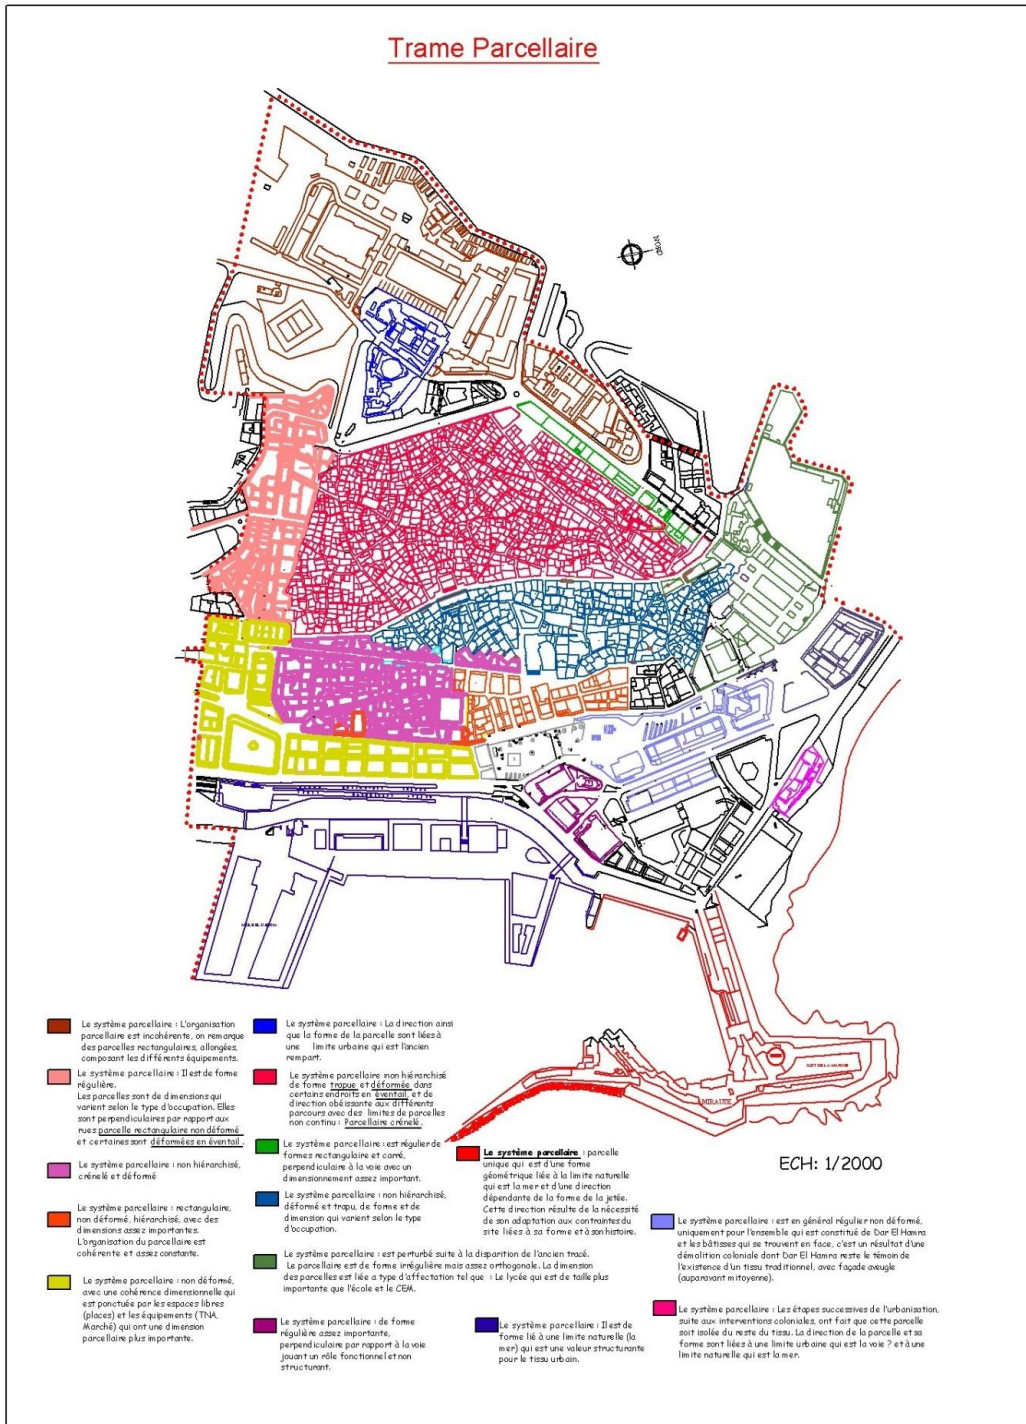 Trame Parcellaire
MIRAUTE
ECH: 1/2000
Le système parcellaire : L'organisation
parcellaire est incohérente, on remarque
des parcelles rectangulaires, allongées,
composant les différents équipements.
Le système parcellaire : Il est de forme
régulière.
Les parcelles sont de dimensions qui
varient selon le type d'occupation. Elles
sont perpendiculaires par rapport aux
rues parcelle rectangulaire non déformé
et certaines sont déformées en éventail.
Le système parcellaire : non hiérarchisé,
crénelé et déformé
Le système parcellaire : rectangulaire,
non déformé, hiérarchisé, avec des
dimensions assez importantes.
L'organisation du parcellaire est
cohérente et assez constante.
Le système parcellaire : non déformé,
avec une cohérence dimensionnelle qui
est ponctuée par les espaces libres
(places) et les équipements (TNA,
Marché) qui ont une dimension
parcellaire plus importante.
Le système parcellaire : La direction ainsi
que la forme de la parcelle sont liées à
une limite urbaine qui est l'ancien
rempart.
Le système parcellaire non hiérarchisé
de forme trapue et déformée dans
certains endroits en éventail, et de
direction obéissante aux différents
parcours avec des limites de parcelles
non continu : Parcellaire crénelé.
Le système parcellaire : est régulier de
formes rectangulaire et carré,
perpendiculaire à la voie avec un
dimensionnement assez important.
Le système parcellaire : non hiérarchisé,
déformé et trapu, de forme et de
dimension qui varient selon le type
d'occupation.
Le système parcellaire : est perturbé suite à la disparition de l'ancien tracé.
Le parcellaire est de forme irrégulière mais assez orthogonale. La dimension
des parcelles est liée a type d'affectation tel que : Le lycée qui est de taille plus
importante que l'école et le CEM.
Le système parcellaire : de forme
régulière assez importante,
perpendiculaire par rapport à la voie
jouant un rôle fonctionnel et non
structurant.
Le système parcellaire : parcelle
unique qui est d'une forme
géométrique liée à la limite naturelle
qui est la mer et d'une direction
dépendante de la forme de la jetée.
Cette direction résulte de la nécessité
de son adaptation aux contraintes du
site liées à sa forme et à son histoire.
Le système parcellaire : Il est de
forme lié à une limite naturelle (la
mer) qui est une valeur structurante
pour le tissu urbain.
Le système parcellaire : est en général régulier non déformé,
uniquement pour l'ensemble qui est constitué de Dar El Hamra
et les bâtisses qui se trouvent en face, c'est un résultat d'une
démolition coloniale dont Dar El Hamra reste le témoin de
l'existence d'un tissu traditionnel, avec façade aveugle
(auparavant mitoyenne).
Le système parcellaire : Les étapes successives de l'urbanisation,
suite aux interventions coloniales, ont fait que cette parcelle
soit isolée du reste du tissu. La direction de la parcelle et sa
forme sont liées à une limite urbaine qui est la voie ? et à une
limite naturelle qui est la mer.